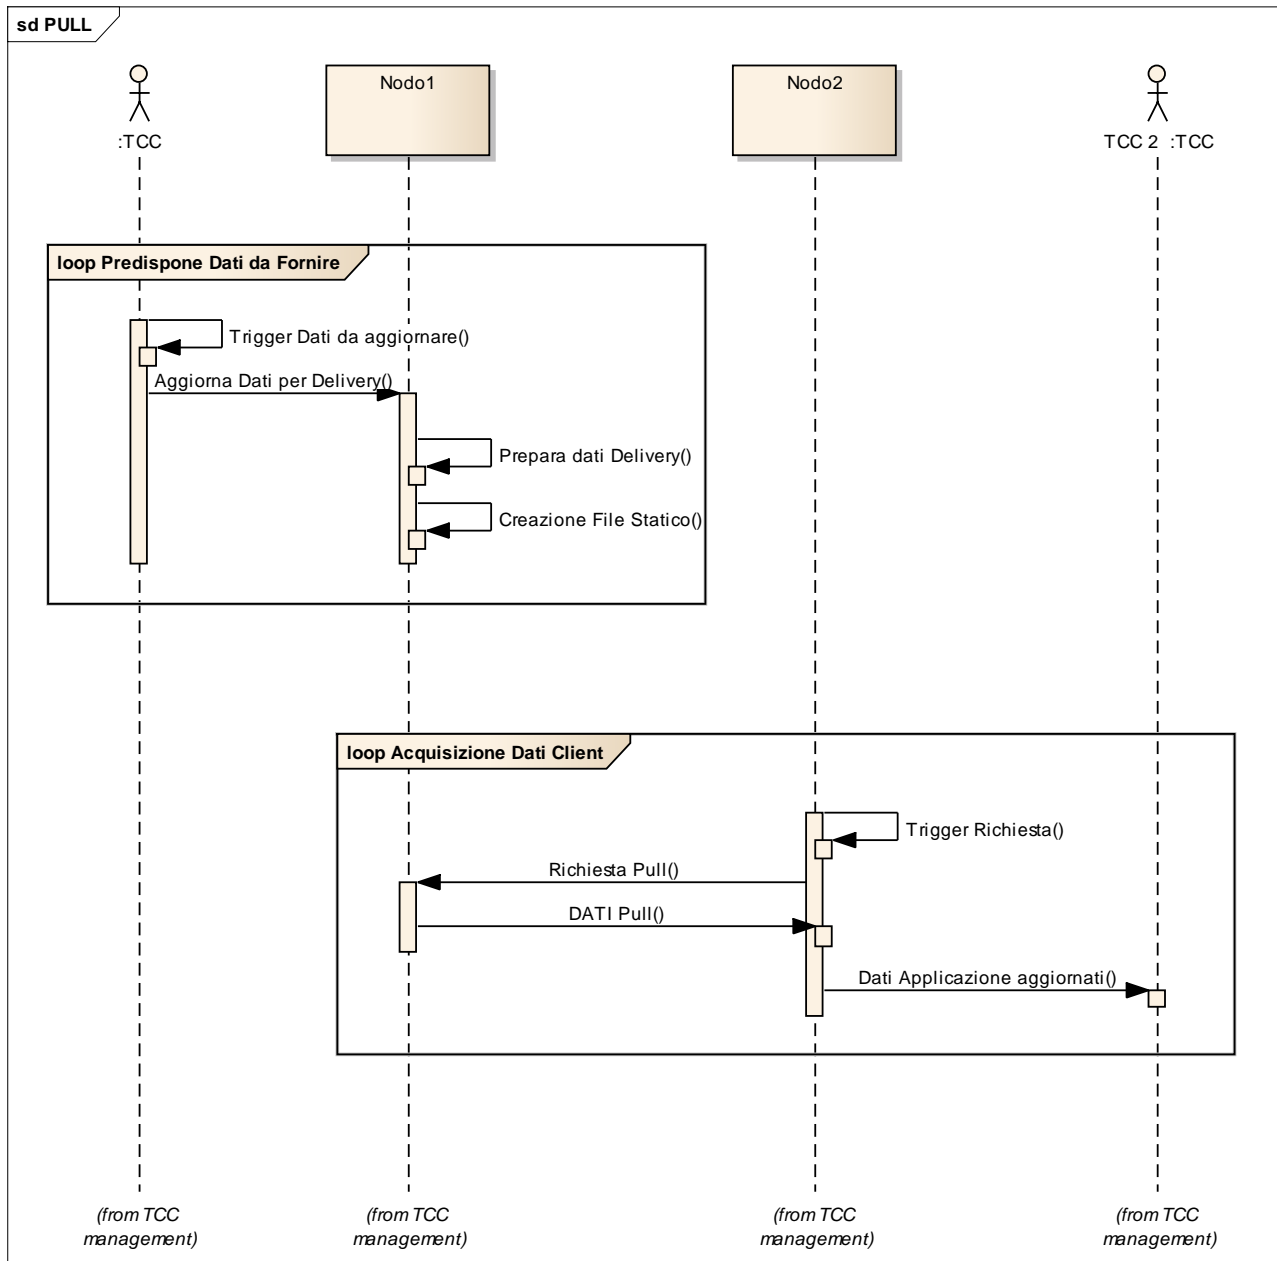 sd PULL
:TCC
Nodo1
Nodo2
TCC 2 :TCC
loop Predispone Dati da Fornire
Trigger Dati da aggiornare()
Aggiorna Dati per Delivery()
Prepara dati Delivery()
Creazione File Statico()
loop Acquisizione Dati Client
Trigger Richiesta()
Richiesta Pull()
DATI Pull()
Dati Applicazione aggiornati()
(from TCC
management)
(from TCC
management)
(from TCC
management)
(from TCC
management)